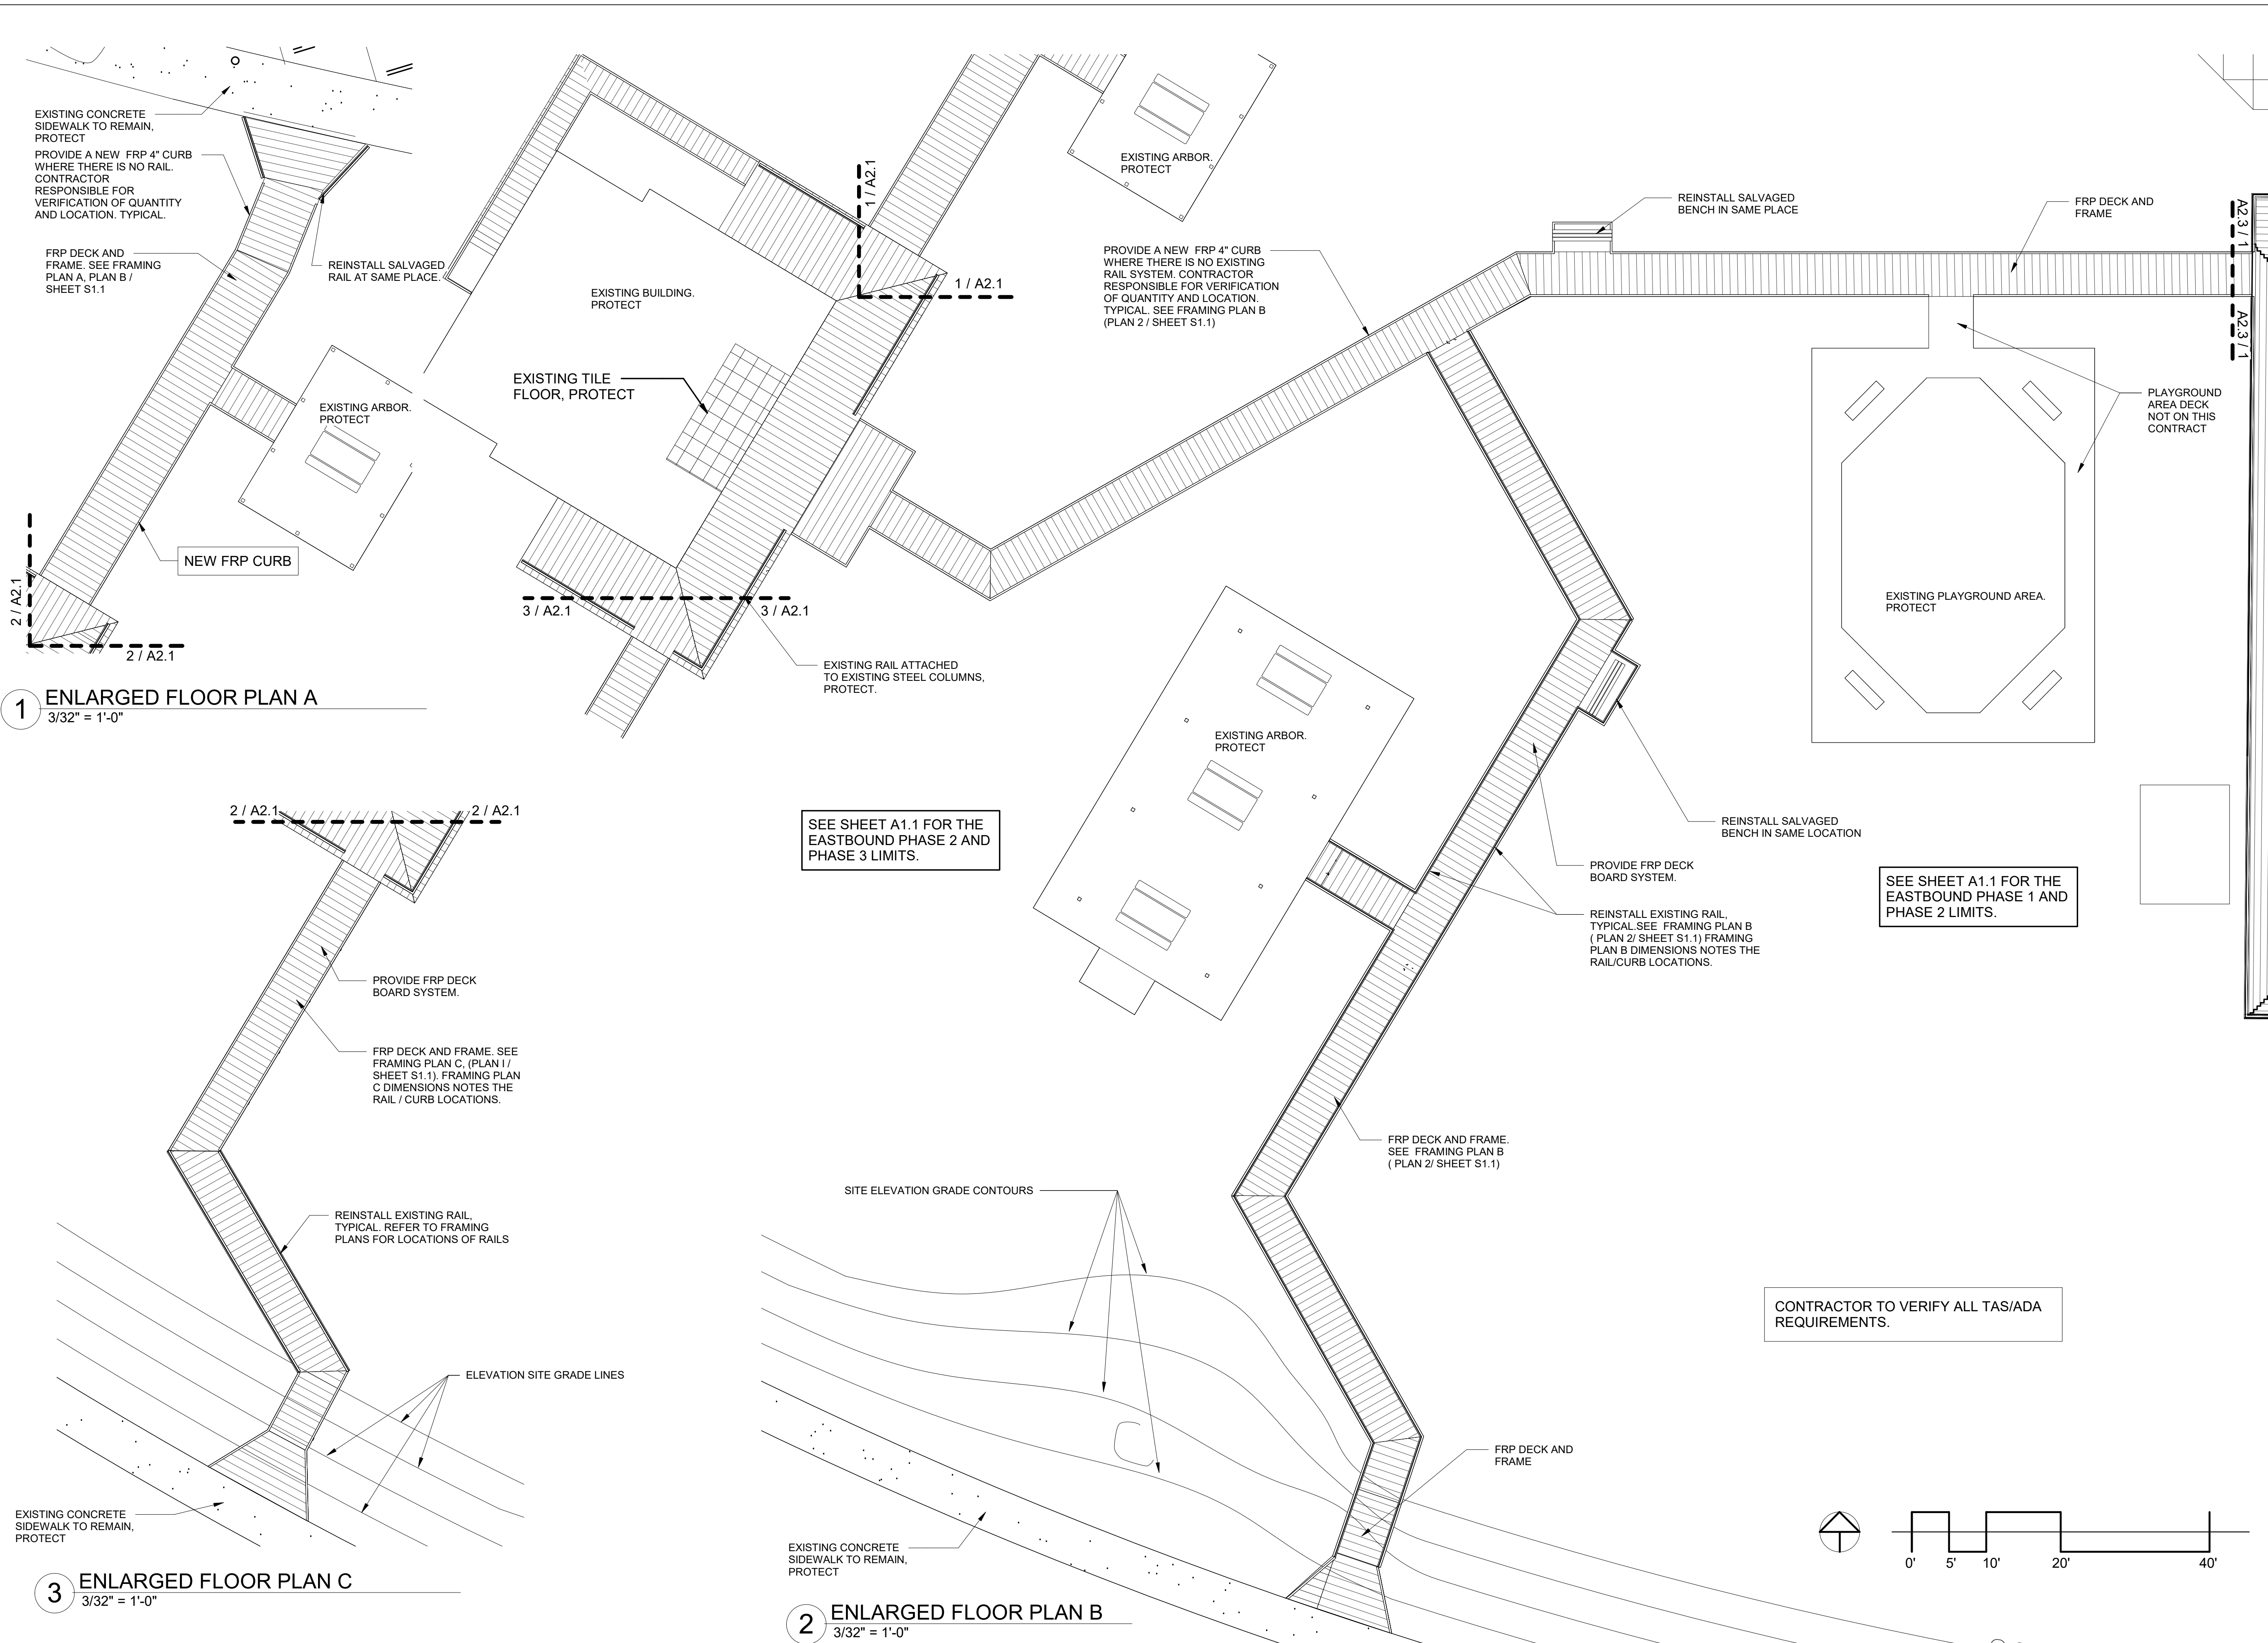 EXISTING CONCRETE
SIDEWALK TO REMAIN,
PROTECT
PROVIDE A NEW  FRP 4" CURB
WHERE THERE IS NO RAIL.
CONTRACTOR
RESPONSIBLE FOR
VERIFICATION OF QUANTITY
AND LOCATION. TYPICAL.
FRP DECK AND
FRAME. SEE FRAMING
PLAN A, PLAN B /
SHEET S1.1
REINSTALL SALVAGED
RAIL AT SAME PLACE.
EXISTING ARBOR.
PROTECT
NEW FRP CURB
2 / A2.1
2 / A2.1
1
ENLARGED FLOOR PLAN A
3/32" = 1'-0"
EXISTING BUILDING.
PROTECT
EXISTING TILE
FLOOR, PROTECT
1 / A2.1
1 / A2.1
3 / A2.1
3 / A2.1
EXISTING RAIL ATTACHED
TO EXISTING STEEL COLUMNS,
PROTECT.
EXISTING ARBOR.
PROTECT
PROVIDE A NEW  FRP 4" CURB
WHERE THERE IS NO EXISTING
RAIL SYSTEM. CONTRACTOR
RESPONSIBLE FOR VERIFICATION
OF QUANTITY AND LOCATION.
TYPICAL. SEE FRAMING PLAN B
(PLAN 2 / SHEET S1.1)
REINSTALL SALVAGED
BENCH IN SAME PLACE
FRP DECK AND
FRAME
A2.3 / 1
A2.3 / 1
PLAYGROUND
AREA DECK
NOT ON THIS
CONTRACT
EXISTING PLAYGROUND AREA.
PROTECT
EXISTING ARBOR.
PROTECT
REINSTALL SALVAGED
BENCH IN SAME LOCATION
PROVIDE FRP DECK
BOARD SYSTEM.
REINSTALL EXISTING RAIL,
TYPICAL.SEE  FRAMING PLAN B
( PLAN 2/ SHEET S1.1) FRAMING
PLAN B DIMENSIONS NOTES THE
RAIL/CURB LOCATIONS.
SEE SHEET A1.1 FOR THE
EASTBOUND PHASE 2 AND
PHASE 3 LIMITS.
SEE SHEET A1.1 FOR THE
EASTBOUND PHASE 1 AND
PHASE 2 LIMITS.
2 / A2.1
2 / A2.1
PROVIDE FRP DECK
BOARD SYSTEM.
FRP DECK AND FRAME. SEE
FRAMING PLAN C, (PLAN I /
SHEET S1.1). FRAMING PLAN
C DIMENSIONS NOTES THE
RAIL / CURB LOCATIONS.
REINSTALL EXISTING RAIL,
TYPICAL. REFER TO FRAMING
PLANS FOR LOCATIONS OF RAILS
ELEVATION SITE GRADE LINES
EXISTING CONCRETE
SIDEWALK TO REMAIN,
PROTECT
3
ENLARGED FLOOR PLAN C
3/32" = 1'-0"
FRP DECK AND FRAME.
SEE  FRAMING PLAN B
( PLAN 2/ SHEET S1.1)
SITE ELEVATION GRADE CONTOURS
FRP DECK AND
FRAME
EXISTING CONCRETE
SIDEWALK TO REMAIN,
PROTECT
2
ENLARGED FLOOR PLAN B
3/32" = 1'-0"
CONTRACTOR TO VERIFY ALL TAS/ADA
REQUIREMENTS.
0' 5' 10' 20' 40'